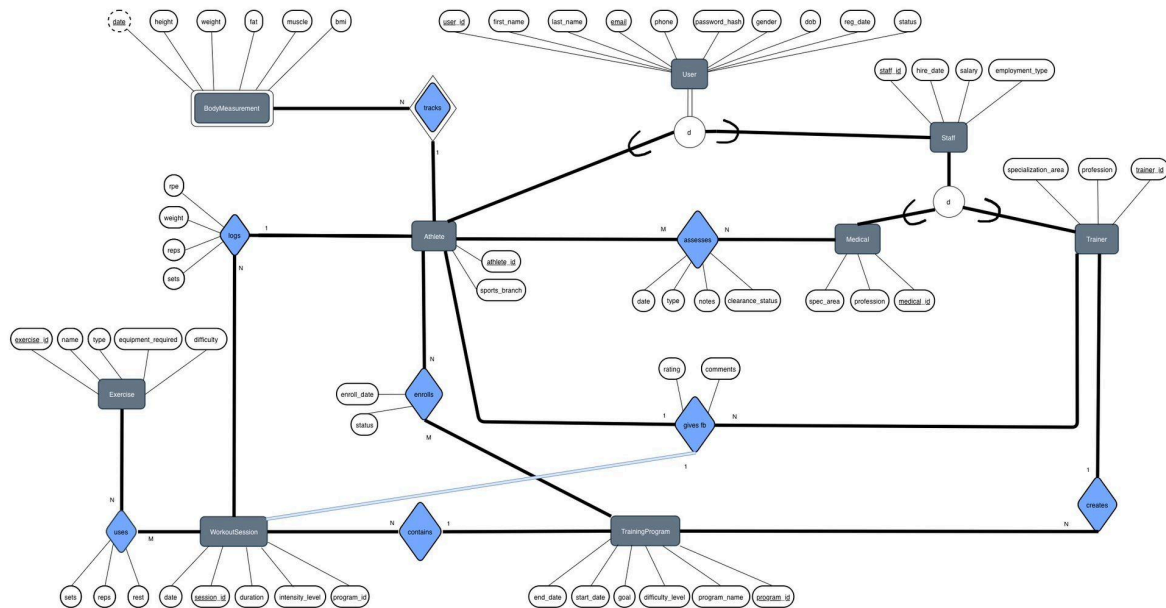 date
height
weight
fat
muscle
bmi
user_id
first_name
last_name
email
phone
password_hash
gender
dob
reg_date
status
User
staff_id
hire_date
salary
employment_type
BodyMeasurement
N
tracks
1
d
Staff
specialization_area
profession
trainer_id
d
rpe
weight
reps
sets
logs
1
N
Athlete
athlete_id
sports_branch
M
assesses
N
Medical
Trainer
date
type
notes
clearance_status
spec_area
profession
medical_id
exercise_id
name
type
equipment_required
difficulty
Exercise
N
enroll_date
status
enrolls
M
rating
comments
1
gives fb
N
1
1
creates
N
N
uses
M
WorkoutSession
N
contains
1
TrainingProgram
sets
reps
rest
date
session_id
duration
intensity_level
program_id
end_date
start_date
goal
difficulty_level
program_name
program_id